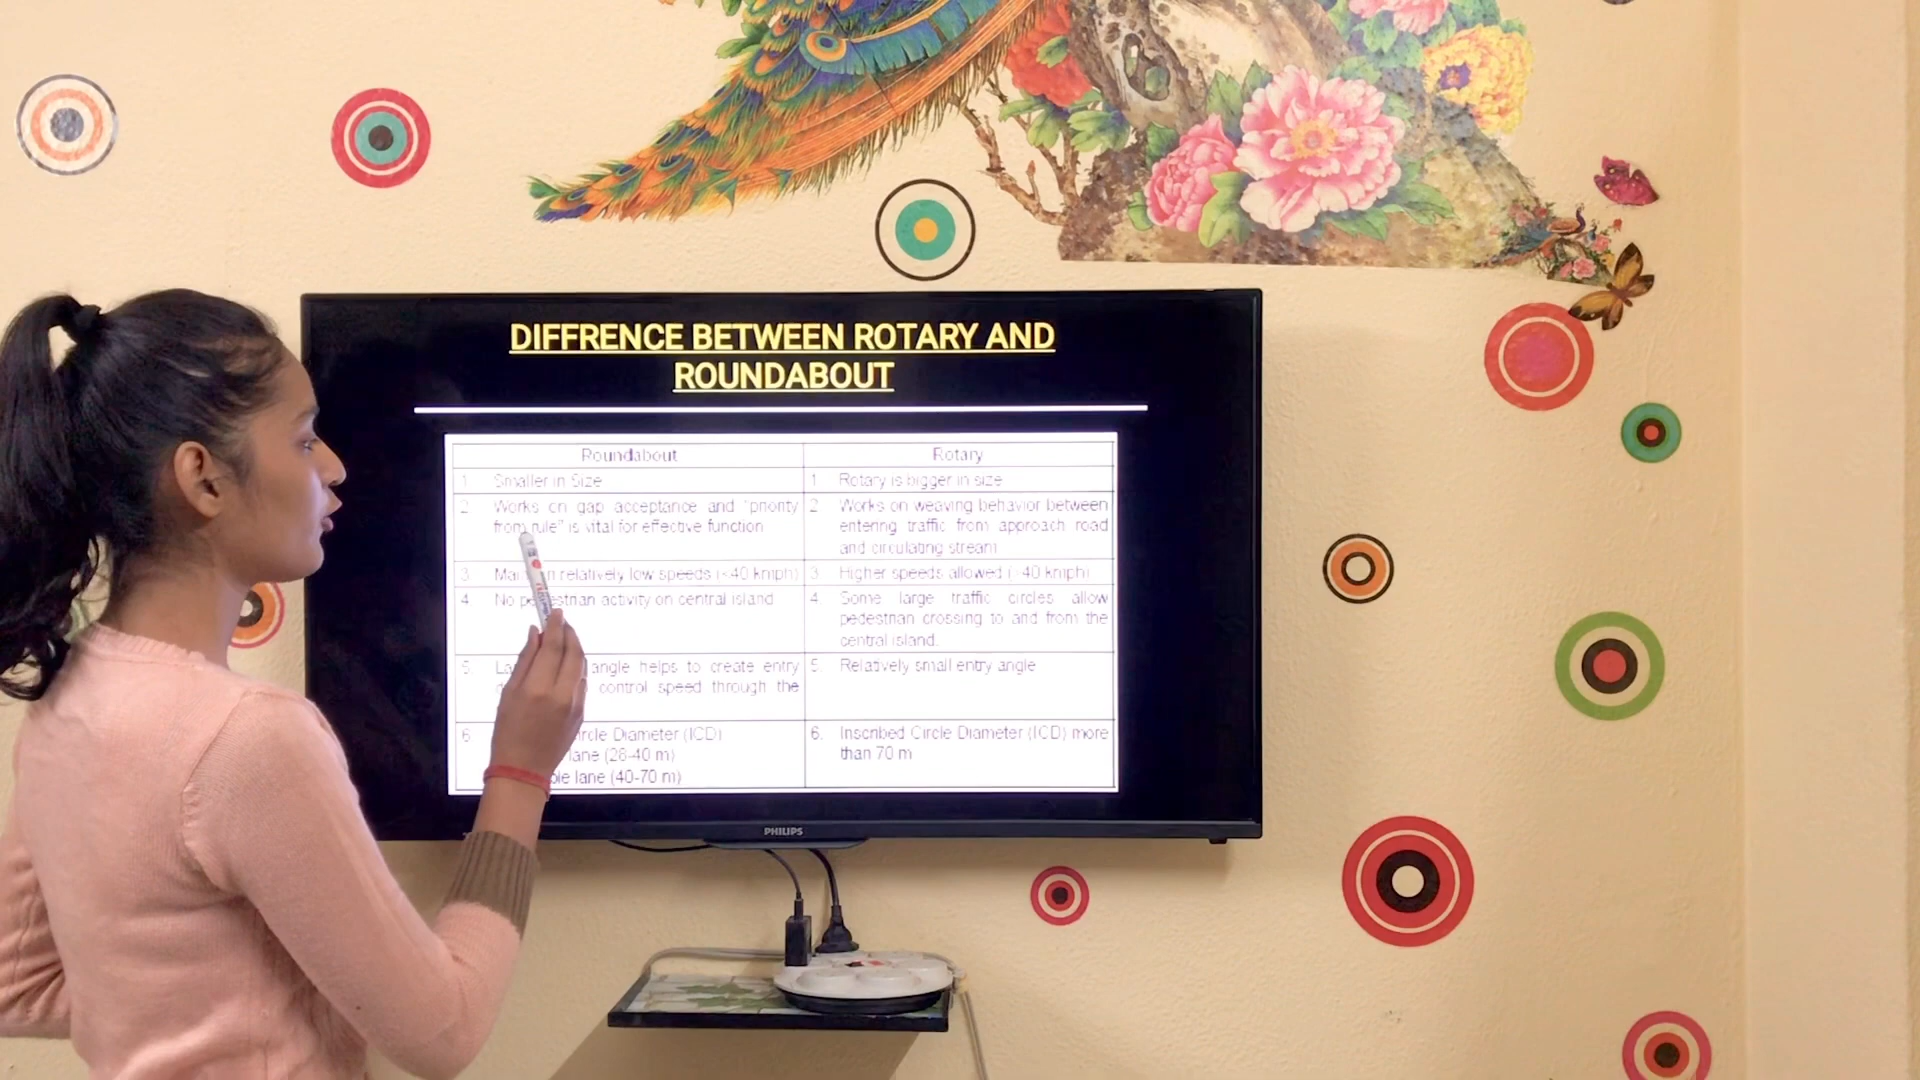 DIFFRENCE BETWEEN ROTARY AND
ROUNDABOUT
Roundabout Rotary
1. Smaller in Size
1 Rotary is bigger in size
2. Works on gap acceptance and "priority
from rule" is vital for effective function
2 Works on weaving behavior between
entering traffic from approach road
and circulating stream
3. relatively low speeds (<40 kmph)
3. Higher speeds allowed ( 40 kmph)
4. No activity on central island
4. Some large traffic circles allow
pedestrian crossing to and from the
central island.
5. angle helps to create entry
control speed through the
5. Relatively small entry angle
6. Diameter (ICD)
lane (28-40 m)
lane (40-70 m)
6. Inscribed Circle Diameter (ICD) more
than 70 m
PHILIPS